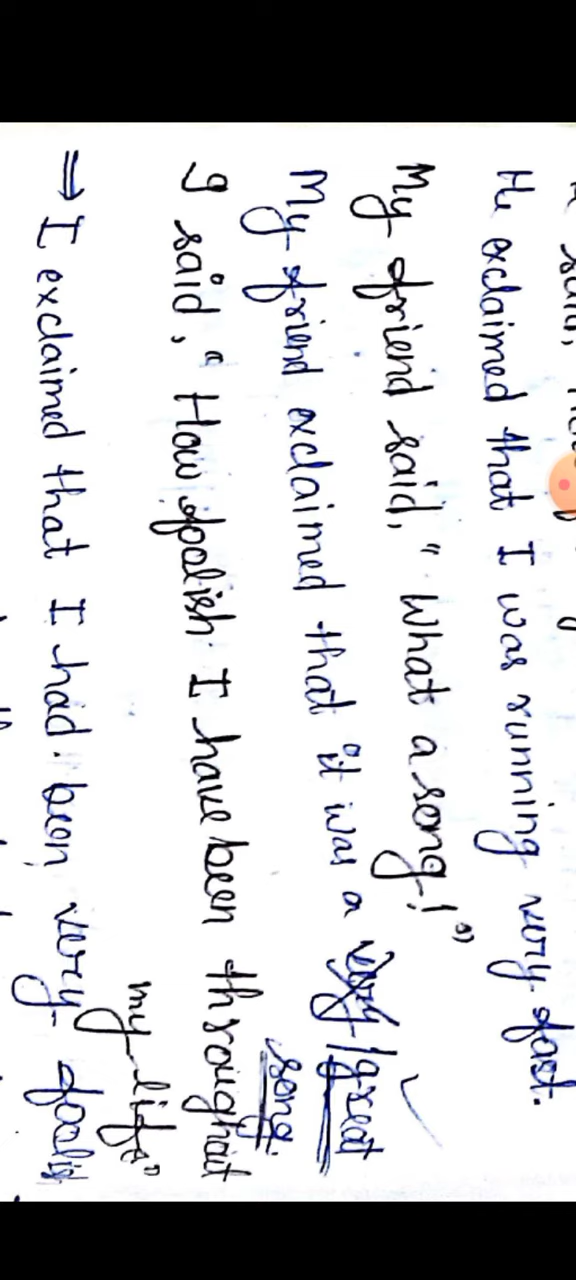 He exclaimed that I was running very fast.
My friend said, " What a song! "
My friend exclaimed that it was a very / great
song.
I said, " How foolish I have been throughout
my life "
⇒ I exclaimed that I had been very foolish